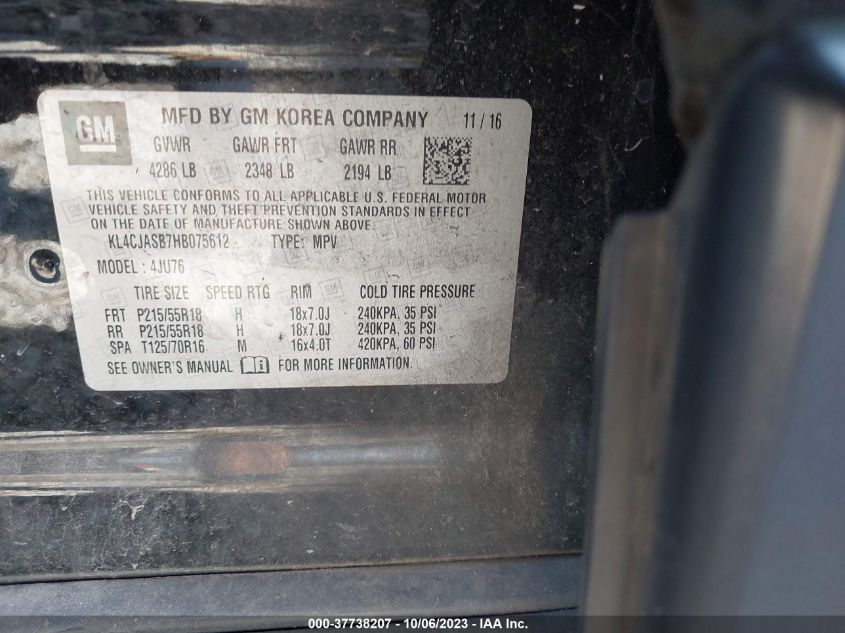 GM
MFD BY GM KOREA COMPANY 11 / 16
GVWR GAWR FRT GAWR RR
4286 LB 2348 LB 2194 LB
THIS VEHICLE CONFORMS TO ALL APPLICABLE U.S. FEDERAL MOTOR
VEHICLE SAFETY AND THEFT PREVENTION STANDARDS IN EFFECT
ON THE DATE OF MANUFACTURE SHOWN ABOVE.
KL4CJASB7HB075612 TYPE: MPV
MODEL : 4JU76
TIRE SIZE SPEED RTG RIM COLD TIRE PRESSURE
FRT P215/55R18 H 18x7.0J 240KPA, 35 PSI
RR P215/55R18 H 18x7.0J 240KPA, 35 PSI
SPA T125/70R16 M 16x4.0T 420KPA, 60 PSI
SEE OWNER'S MANUAL FOR MORE INFORMATION.
000-37738207 - 10/06/2023 - IAA Inc.